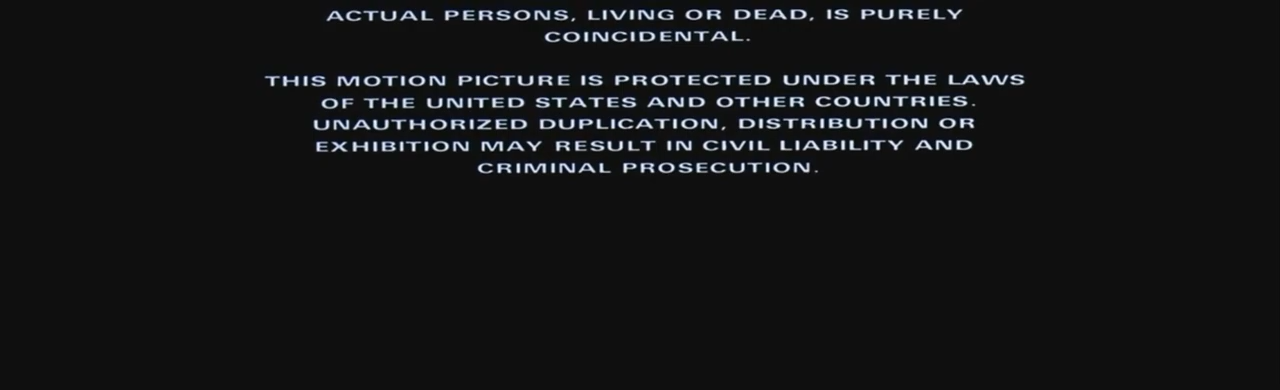 ACTUAL PERSONS, LIVING OR DEAD, IS PURELY
COINCIDENTAL.
THIS MOTION PICTURE IS PROTECTED UNDER THE LAWS
OF THE UNITED STATES AND OTHER COUNTRIES.
UNAUTHORIZED DUPLICATION, DISTRIBUTION OR
EXHIBITION MAY RESULT IN CIVIL LIABILITY AND
CRIMINAL PROSECUTION.